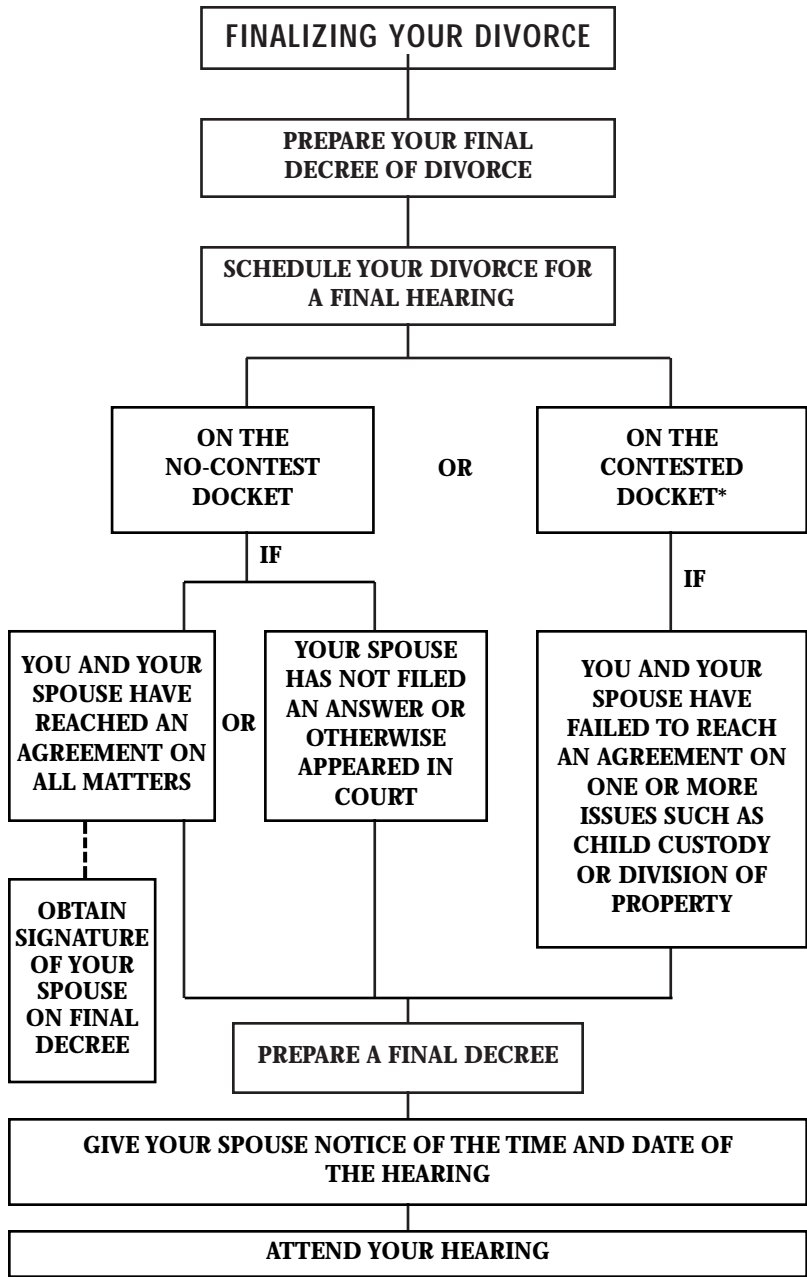 FINALIZING YOUR DIVORCE
PREPARE YOUR FINAL
DECREE OF DIVORCE
SCHEDULE YOUR DIVORCE FOR
A FINAL HEARING
ON THE
NO-CONTEST
DOCKET
OR
ON THE
CONTESTED
DOCKET*
IF
IF
YOU AND YOUR
SPOUSE HAVE
REACHED AN
AGREEMENT ON
ALL MATTERS
OR
YOUR SPOUSE
HAS NOT FILED
AN ANSWER OR
OTHERWISE
APPEARED IN
COURT
YOU AND YOUR
SPOUSE HAVE
FAILED TO REACH
AN AGREEMENT ON
ONE OR MORE
ISSUES SUCH AS
CHILD CUSTODY
OR DIVISION OF
PROPERTY
OBTAIN
SIGNATURE
OF YOUR
SPOUSE
ON FINAL
DECREE
PREPARE A FINAL DECREE
GIVE YOUR SPOUSE NOTICE OF THE TIME AND DATE OF
THE HEARING
ATTEND YOUR HEARING